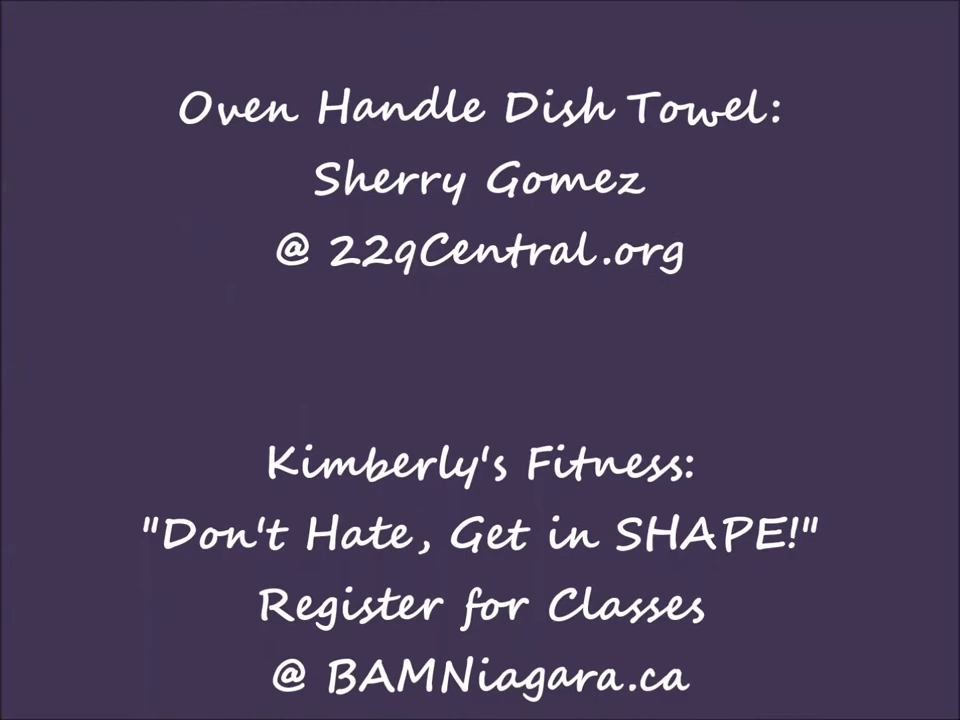 Oven Handle Dish Towel:
Sherry Gomez
@ 22qCentral.org
Kimberly's Fitness:
"Don't Hate, Get in SHAPE!"
Register for Classes
@ BAMNiagara.ca